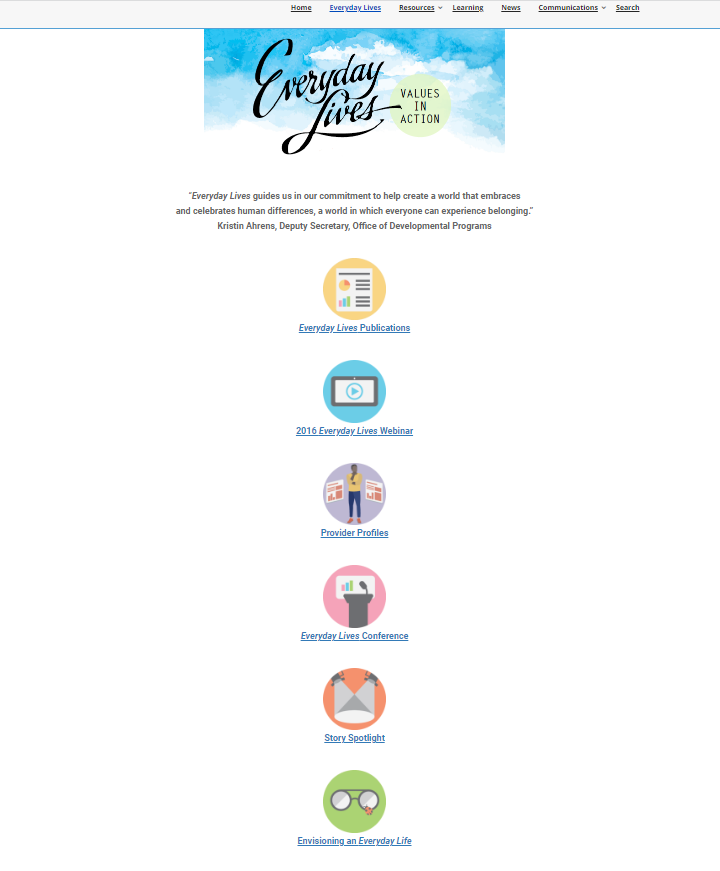 Home Everyday Lives Resources Learning News Communications Search
Everyday
Lives
VALUES
IN
ACTION
"Everyday Lives guides us in our commitment to help create a world that embraces
and celebrates human differences, a world in which everyone can experience belonging."
Kristin Ahrens, Deputy Secretary, Office of Developmental Programs
Everyday Lives Publications
2016 Everyday Lives Webinar
Provider Profiles
Everyday Lives Conference
Story Spotlight
Envisioning an Everyday Life